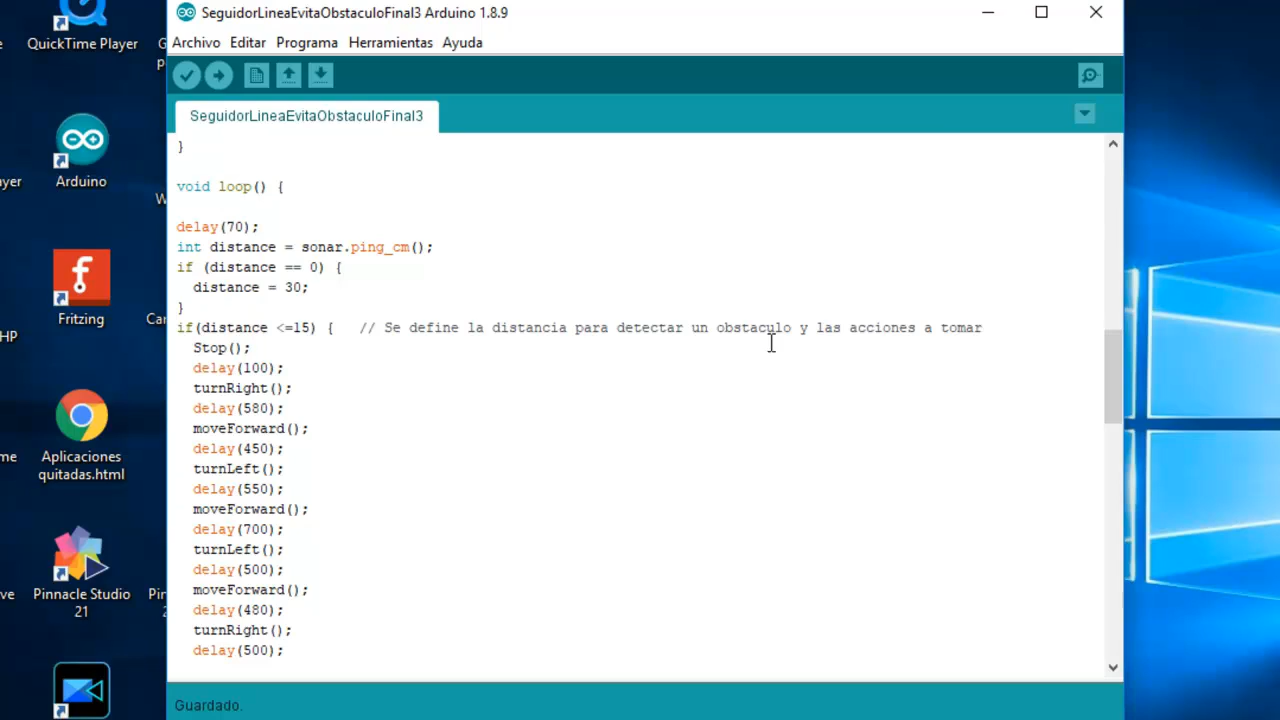 SeguidorLineaEvitaObstaculoFinal3 Arduino 1.8.9
QuickTime Player
Archivo Editar Programa Herramientas Ayuda
SeguidorLineaEvitaObstaculoFinal3
}
void loop() {
delay(70);
int distance = sonar.ping_cm();
if (distance == 0) {
distance = 30;
}
if(distance <=15) { // Se define la distancia para detectar un obstaculo y las acciones a tomar
Stop();
delay(100);
turnRight();
delay(580);
moveForward();
delay(450);
turnLeft();
delay(550);
moveForward();
delay(700);
turnLeft();
delay(500);
moveForward();
delay(480);
turnRight();
delay(500);
Guardado.
Arduino
Fritzing
Aplicaciones
quitadas.html
Pinnacle Studio
21